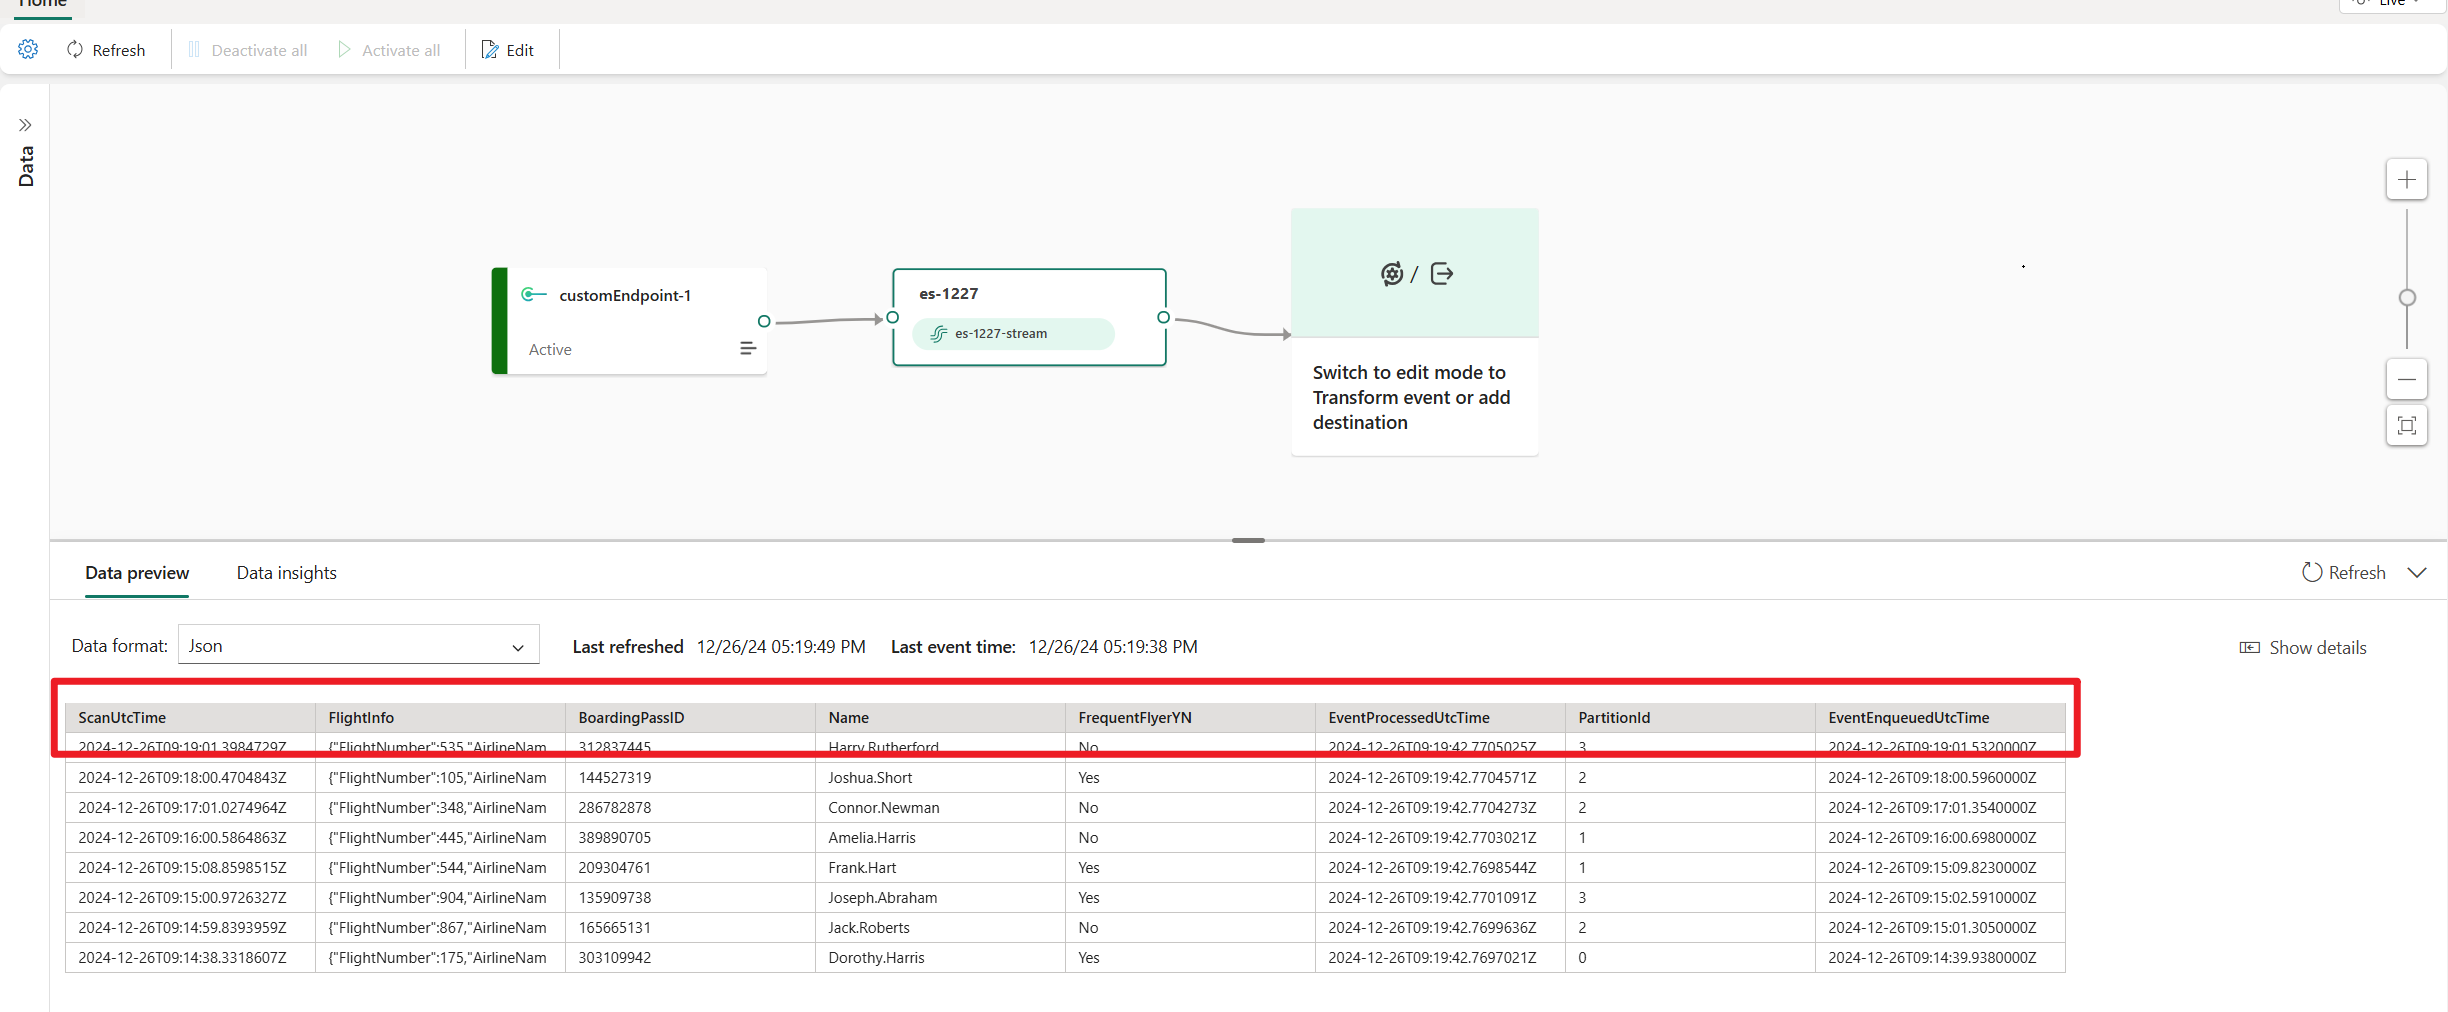 Home
Live
Refresh
Deactivate all
Activate all
Edit
Data
customEndpoint-1
Active
es-1227
es-1227-stream
/
Switch to edit mode to
Transform event or add
destination
Data preview
Data insights
Refresh
Data format:
Json
Last refreshed 12/26/24 05:19:49 PM
Last event time: 12/26/24 05:19:38 PM
Show details
ScanUtcTime FlightInfo BoardingPassID Name FrequentFlyerYN EventProcessedUtcTime PartitionId EventEnqueuedUtcTime
2024-12-26T09:19:01.3984729Z {"FlightNumber":535,"AirlineNam 312837445 Harry.Rutherford No 2024-12-26T09:19:42.7705025Z 3 2024-12-26T09:19:01.5320000Z
2024-12-26T09:18:00.4704843Z {"FlightNumber":105,"AirlineNam 144527319 Joshua.Short Yes 2024-12-26T09:19:42.7704571Z 2 2024-12-26T09:18:00.5960000Z
2024-12-26T09:17:01.0274964Z {"FlightNumber":348,"AirlineNam 286782878 Connor.Newman No 2024-12-26T09:19:42.7704273Z 2 2024-12-26T09:17:01.3540000Z
2024-12-26T09:16:00.5864863Z {"FlightNumber":445,"AirlineNam 389890705 Amelia.Harris No 2024-12-26T09:19:42.7703021Z 1 2024-12-26T09:16:00.6980000Z
2024-12-26T09:15:08.8598515Z {"FlightNumber":544,"AirlineNam 209304761 Frank.Hart Yes 2024-12-26T09:19:42.7698544Z 1 2024-12-26T09:15:09.8230000Z
2024-12-26T09:15:00.9726327Z {"FlightNumber":904,"AirlineNam 135909738 Joseph.Abraham Yes 2024-12-26T09:19:42.7701091Z 3 2024-12-26T09:15:02.5910000Z
2024-12-26T09:14:59.8393959Z {"FlightNumber":867,"AirlineNam 165665131 Jack.Roberts No 2024-12-26T09:19:42.7699636Z 2 2024-12-26T09:15:01.3050000Z
2024-12-26T09:14:38.3318607Z {"FlightNumber":175,"AirlineNam 303109942 Dorothy.Harris Yes 2024-12-26T09:19:42.7697021Z 0 2024-12-26T09:14:39.9380000Z